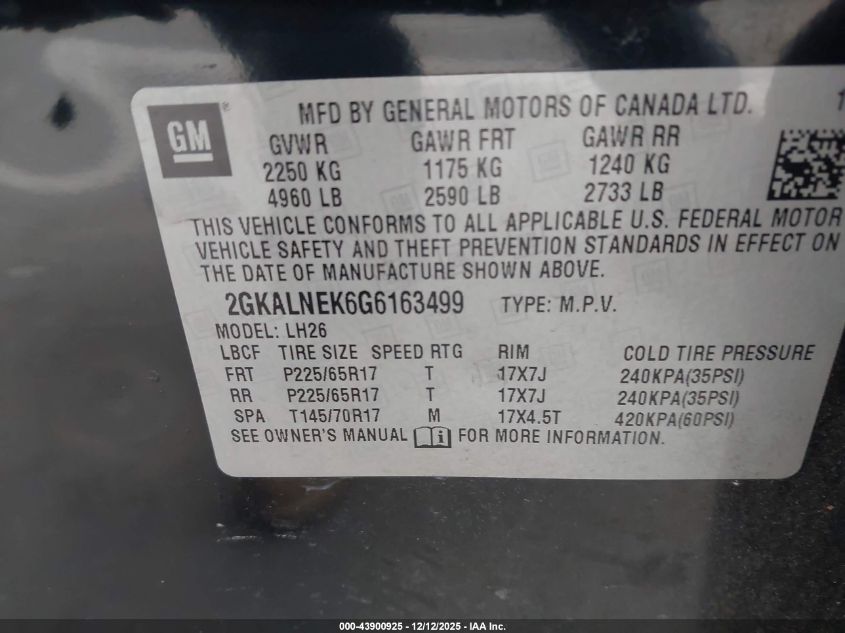 GM ®
MFD BY GENERAL MOTORS OF CANADA LTD. 1
GVWR GAWR FRT GAWR RR
2250 KG 1175 KG 1240 KG
4960 LB 2590 LB 2733 LB
THIS VEHICLE CONFORMS TO ALL APPLICABLE U.S. FEDERAL MOTOR
VEHICLE SAFETY AND THEFT PREVENTION STANDARDS IN EFFECT ON
THE DATE OF MANUFACTURE SHOWN ABOVE.
2GKALNEK6G6163499 TYPE: M.P.V.
MODEL: LH26
LBCF TIRE SIZE SPEED RTG RIM COLD TIRE PRESSURE
FRT P225/65R17 T 17X7J 240KPA(35PSI)
RR P225/65R17 T 17X7J 240KPA(35PSI)
SPA T145/70R17 M 17X4.5T 420KPA(60PSI)
SEE OWNER'S MANUAL i FOR MORE INFORMATION.
000-43900925 - 12/12/2025 - IAA Inc.